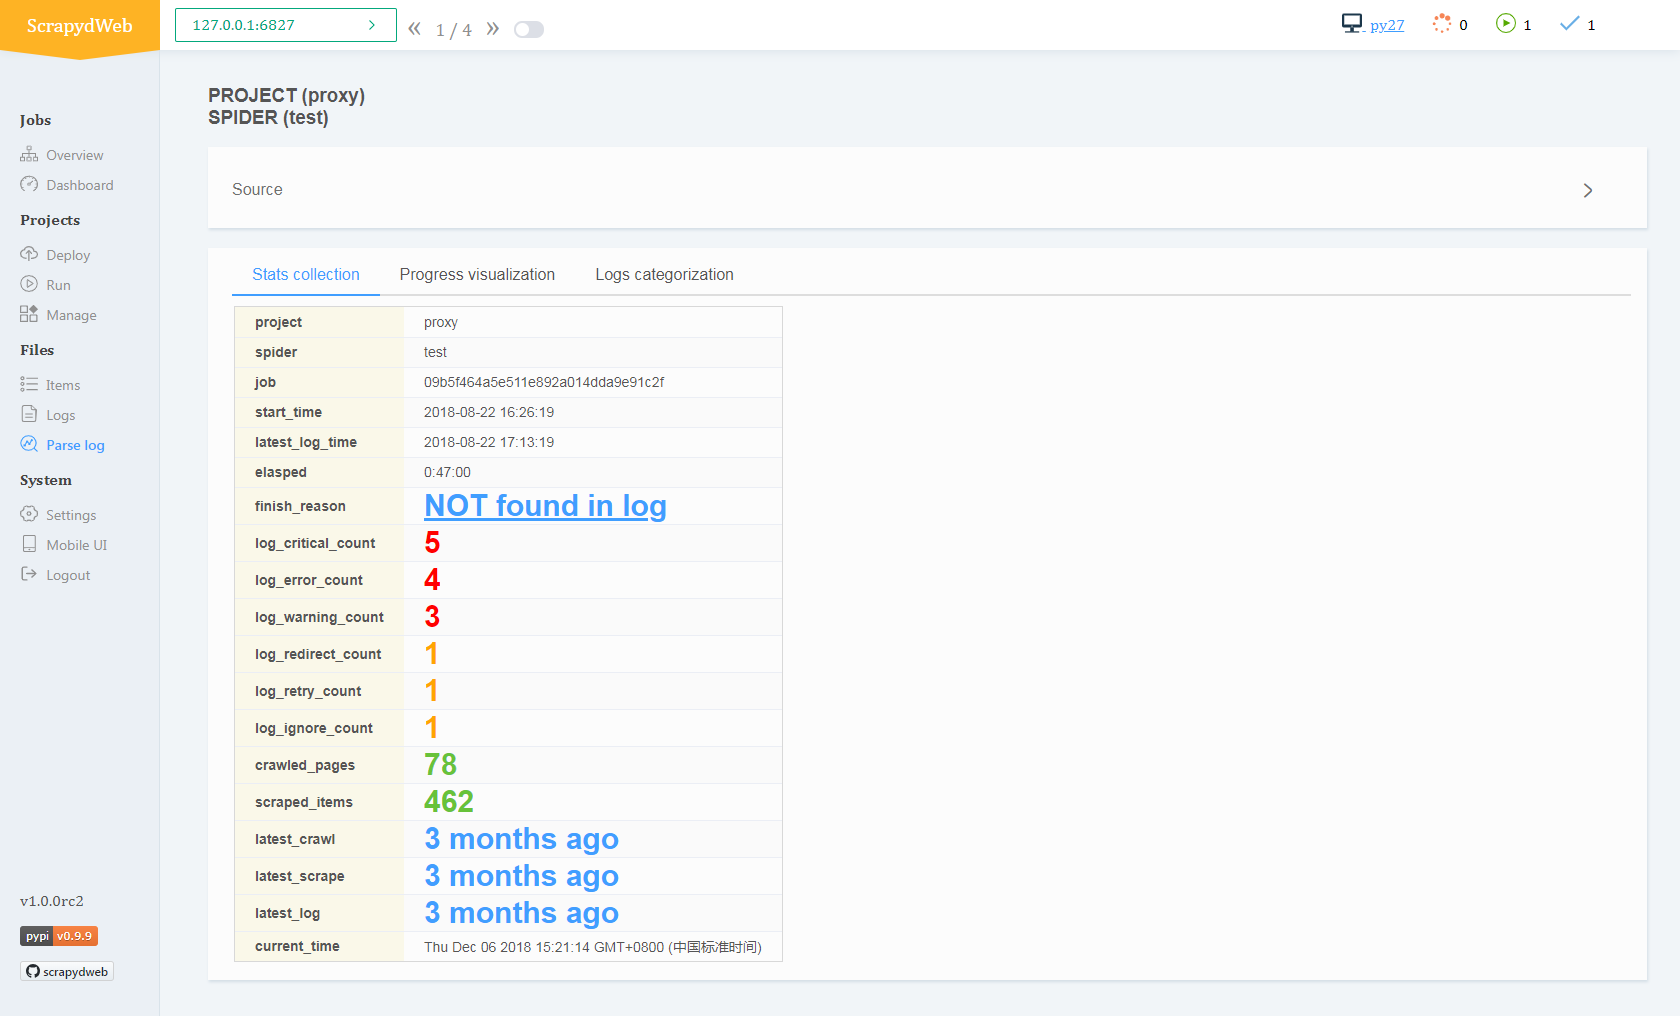 ScrapydWeb
127.0.0.1:6827
1 / 4
py27
0
1
1
Jobs
Overview
Dashboard
Projects
Deploy
Run
Manage
Files
Items
Logs
Parse log
System
Settings
Mobile UI
Logout
v1.0.0rc2
pypi v0.9.9
scrapydweb
PROJECT (proxy)
SPIDER (test)
Source
Stats collection Progress visualization Logs categorization
project proxy
spider test
job 09b5f464a5e511e892a014dda9e91c2f
start_time 2018-08-22 16:26:19
latest_log_time 2018-08-22 17:13:19
elasped 0:47:00
finish_reason NOT found in log
log_critical_count 5
log_error_count 4
log_warning_count 3
log_redirect_count 1
log_retry_count 1
log_ignore_count 1
crawled_pages 78
scraped_items 462
latest_crawl 3 months ago
latest_scrape 3 months ago
latest_log 3 months ago
current_time Thu Dec 06 2018 15:21:14 GMT+0800 (中国标准时间)